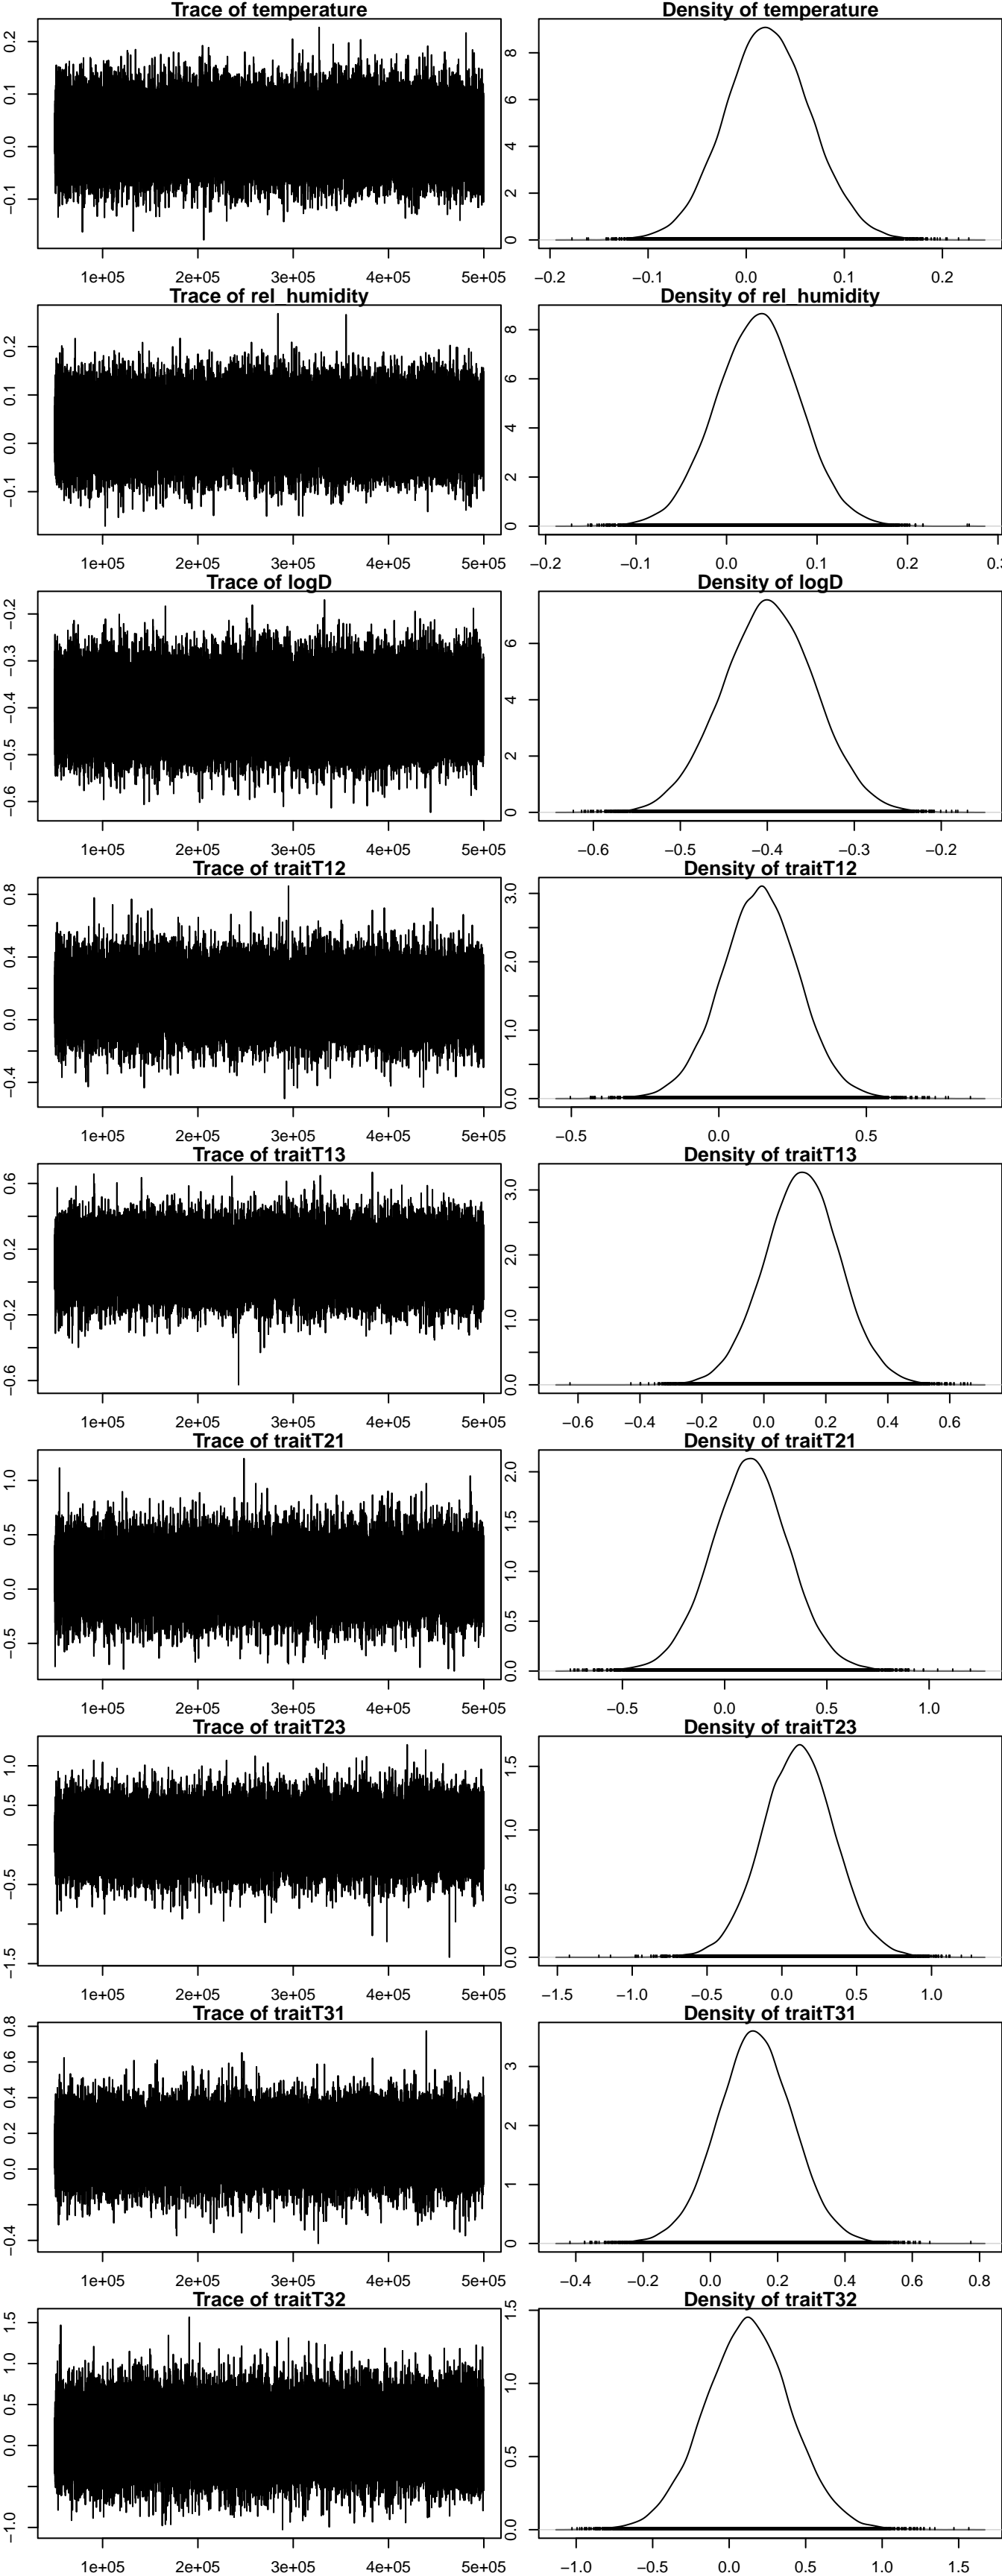 Trace of temperature
−0.1 0.0 0.1 0.2
1e+05 2e+05 3e+05 4e+05 5e+05
Density of temperature
0 2 4 6 8
−0.2 −0.1 0.0 0.1 0.2
Trace of rel_humidity
−0.1 0.0 0.1 0.2
1e+05 2e+05 3e+05 4e+05 5e+05
Density of rel_humidity
0 2 4 6 8
−0.2 −0.1 0.0 0.1 0.2
Trace of logD
−0.6 −0.5 −0.4 −0.3 −0.2
1e+05 2e+05 3e+05 4e+05 5e+05
Density of logD
0 2 4 6
−0.6 −0.5 −0.4 −0.3 −0.2
Trace of traitT12
−0.4 0.0 0.4 0.8
1e+05 2e+05 3e+05 4e+05 5e+05
Density of traitT12
0.0 1.0 2.0 3.0
−0.5 0.0 0.5
Trace of traitT13
−0.6 −0.2 0.2 0.6
1e+05 2e+05 3e+05 4e+05 5e+05
Density of traitT13
0.0 1.0 2.0 3.0
−0.6 −0.4 −0.2 0.0 0.2 0.4 0.6
Trace of traitT21
−0.5 0.0 0.5 1.0
1e+05 2e+05 3e+05 4e+05 5e+05
Density of traitT21
0.0 0.5 1.0 1.5 2.0
−0.5 0.0 0.5 1.0
Trace of traitT23
−1.5 −0.5 0.5 1.0
1e+05 2e+05 3e+05 4e+05 5e+05
Density of traitT23
0.0 0.5 1.0 1.5
−1.5 −1.0 −0.5 0.0 0.5 1.0
Trace of traitT31
−0.4 0.0 0.2 0.4 0.6 0.8
1e+05 2e+05 3e+05 4e+05 5e+05
Density of traitT31
0 1 2 3
−0.4 −0.2 0.0 0.2 0.4 0.6 0.8
Trace of traitT32
−1.0 0.0 0.5 1.0 1.5
1e+05 2e+05 3e+05 4e+05 5e+05
Density of traitT32
0.0 0.5 1.0 1.5
−1.0 −0.5 0.0 0.5 1.0 1.5